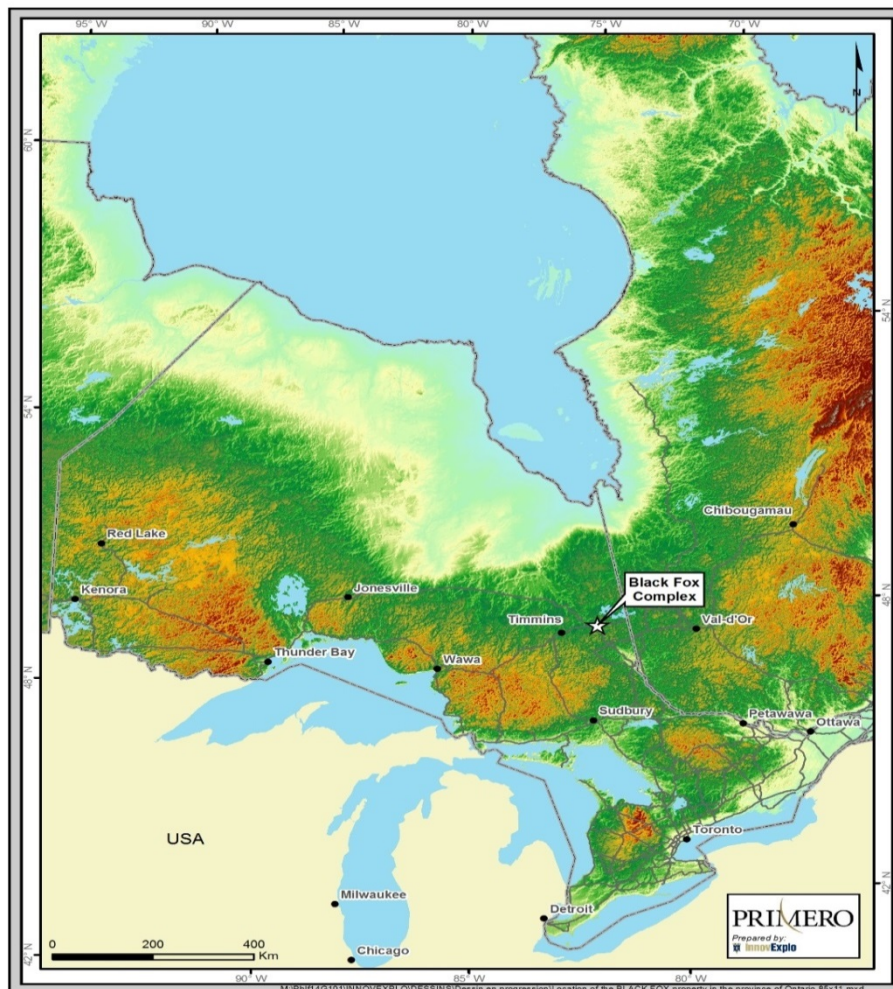 95° W
90° W
85° W
80° W
75° W
70° W
N
60° N
54° N
54° N
Chibougamau
Red Lake
Black Fox
Complex
Kenora
Jonesville
48° N
Timmins
Val-d'Or
Thunder Bay
Wawa
48° N
Sudbury
Petawawa
Ottawa
USA
Toronto
42° N
Milwaukee
Detroit
PRIMERO
Prepared by:
InnovExplo
0 200 400
Km
Chicago
42° N
90° W
85° W
80° W